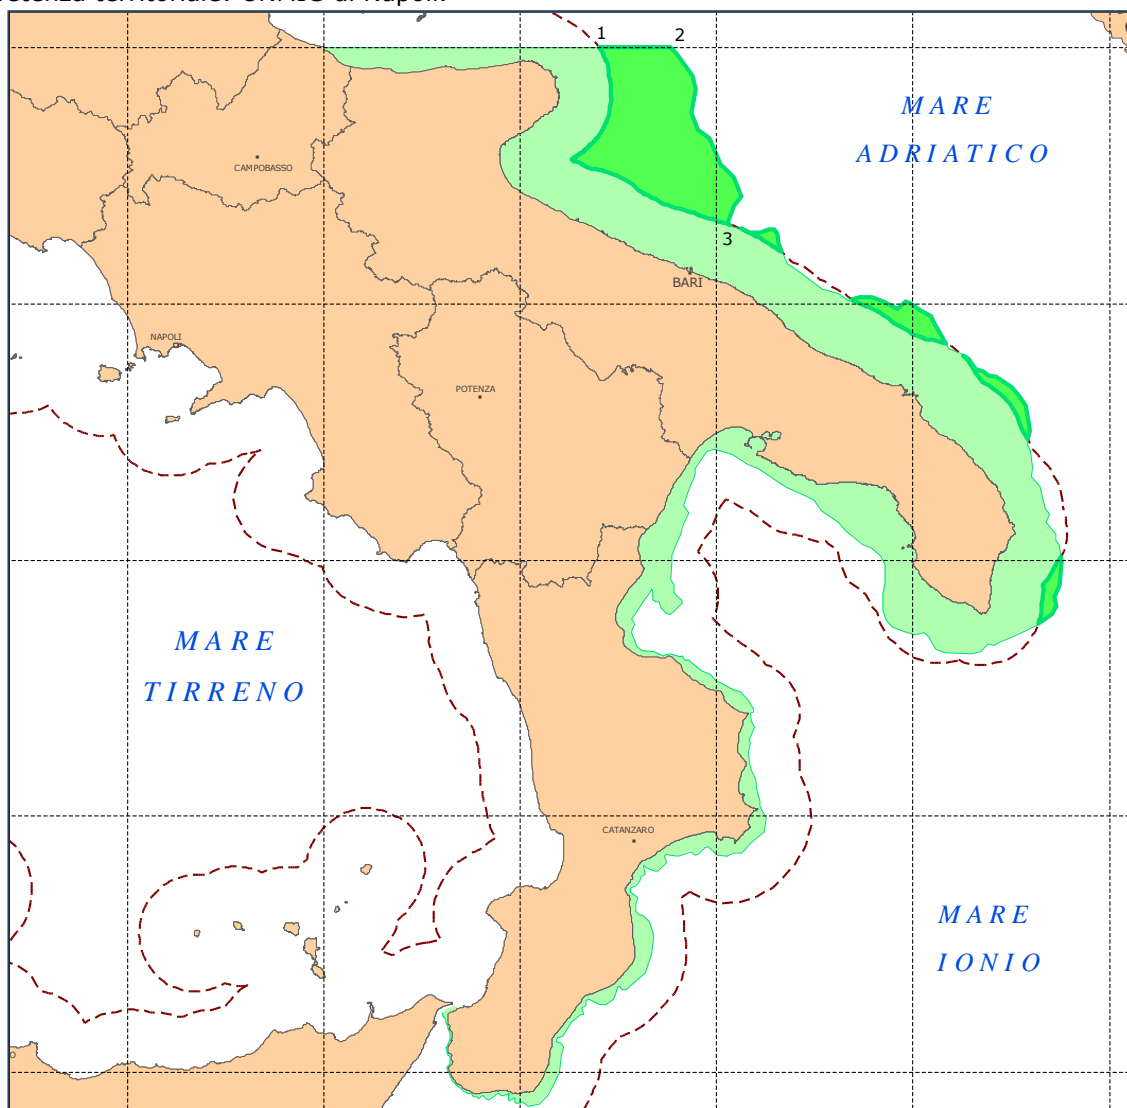 1
2
MARE
ADRIATICO
CAMPOBASSO
3
BARI
NAPOLI
POTENZA
MARE
TIRRENO
CATANZARO
MARE
IONIO